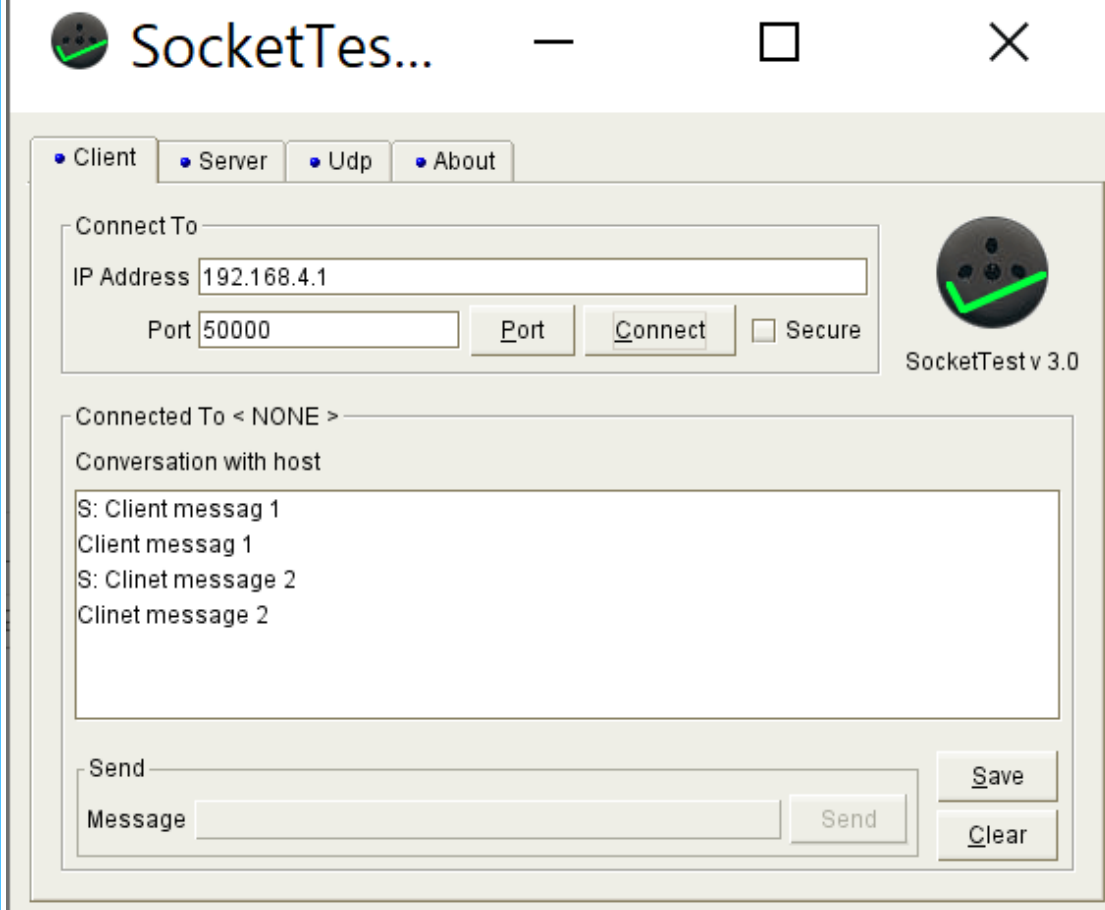 SocketTes...
Client Server Udp About
Connect To
IP Address 192.168.4.1
Port 50000 Port Connect Secure
SocketTest v 3.0
Connected To < NONE >
Conversation with host
S: Client messag 1
Client messag 1
S: Clinet message 2
Clinet message 2
Send
Message Send
Save
Clear